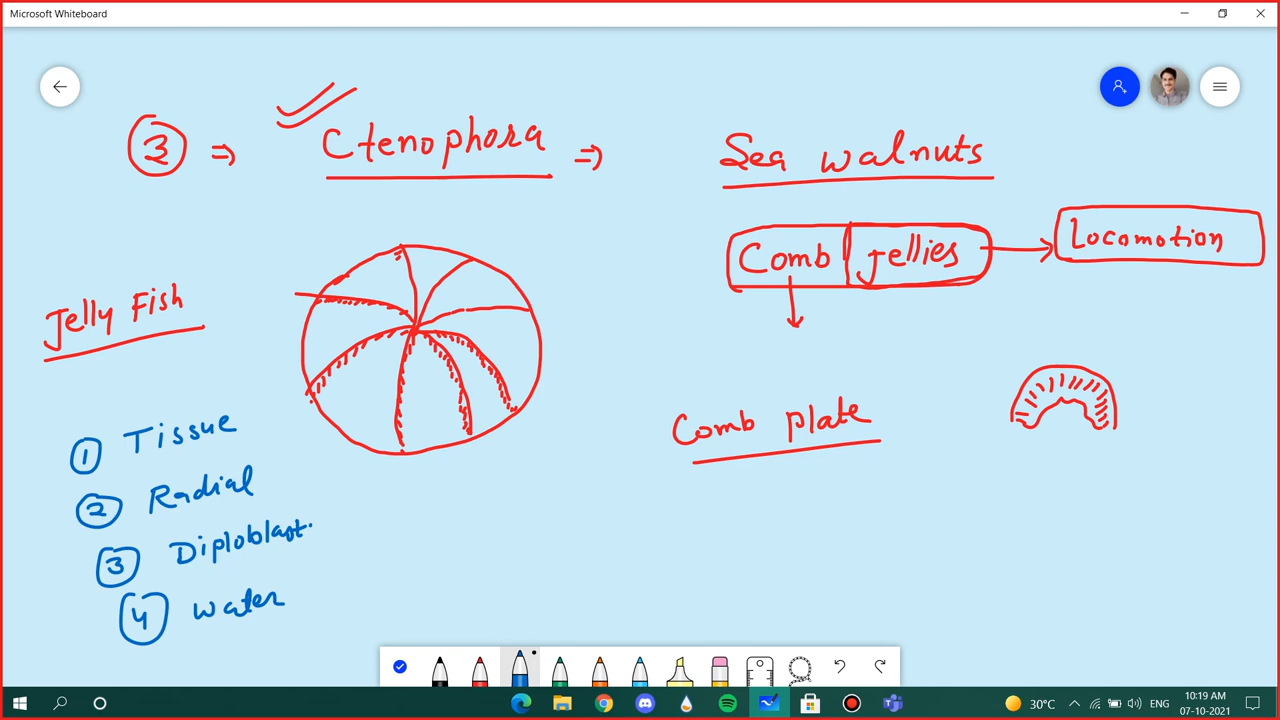 Microsoft Whiteboard
3 ⇒ Ctenophora ⇒ Sea walnuts
Comb jellies → Locomotion
Jelly Fish
Comb plate
1 Tissue
2 Radial
3 Diploblast.
4 water
10:19 AM
30°C ENG 07-10-2021